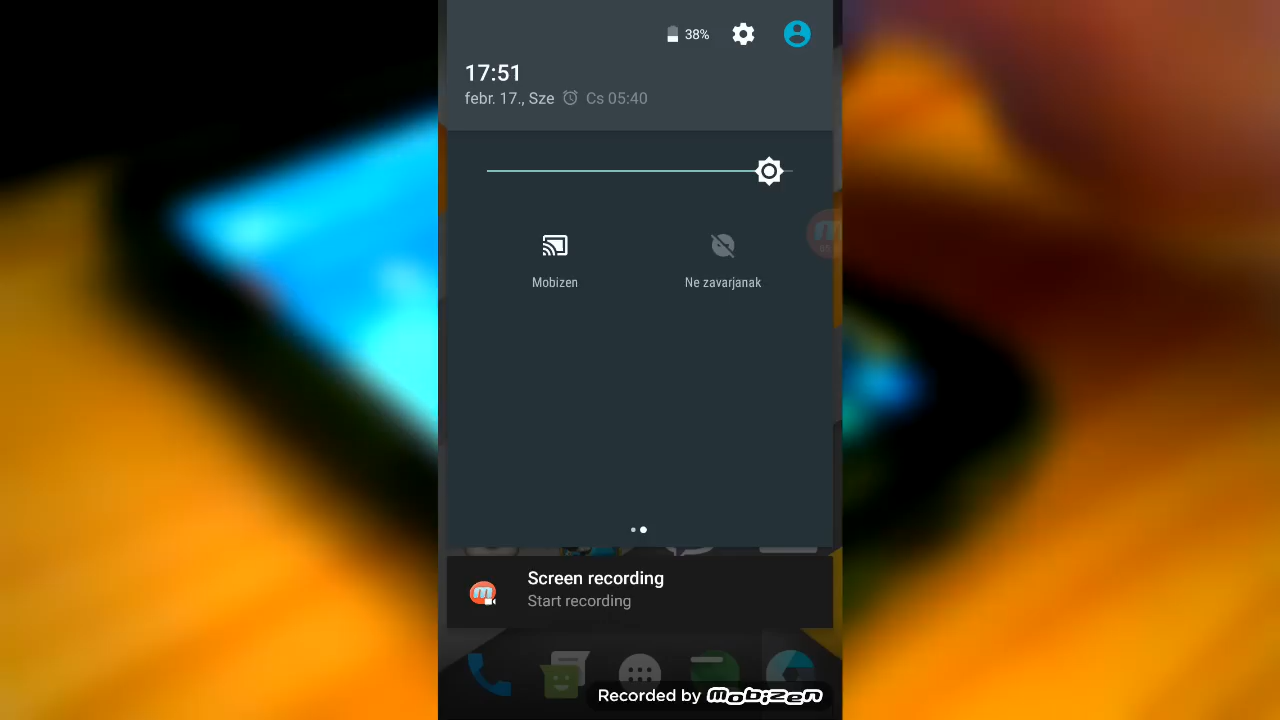 38%
17:51
febr. 17., Sze Cs 05:40
Mobizen
Ne zavarjanak
Screen recording
Start recording
Recorded by mobizen